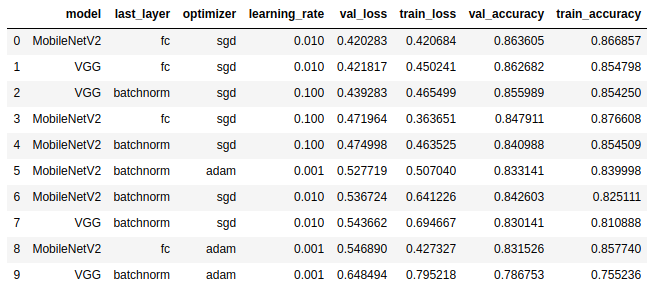 model last_layer optimizer learning_rate val_loss train_loss val_accuracy train_accuracy
0 MobileNetV2 fc sgd 0.010 0.420283 0.420684 0.863605 0.866857
1 VGG fc sgd 0.010 0.421817 0.450241 0.862682 0.854798
2 VGG batchnorm sgd 0.100 0.439283 0.465499 0.855989 0.854250
3 MobileNetV2 fc sgd 0.100 0.471964 0.363651 0.847911 0.876608
4 MobileNetV2 batchnorm sgd 0.100 0.474998 0.463525 0.840988 0.854509
5 MobileNetV2 batchnorm adam 0.001 0.527719 0.507040 0.833141 0.839998
6 MobileNetV2 batchnorm sgd 0.010 0.536724 0.641226 0.842603 0.825111
7 VGG batchnorm sgd 0.010 0.543662 0.694667 0.830141 0.810888
8 MobileNetV2 fc adam 0.001 0.546890 0.427327 0.831526 0.857740
9 VGG batchnorm adam 0.001 0.648494 0.795218 0.786753 0.755236